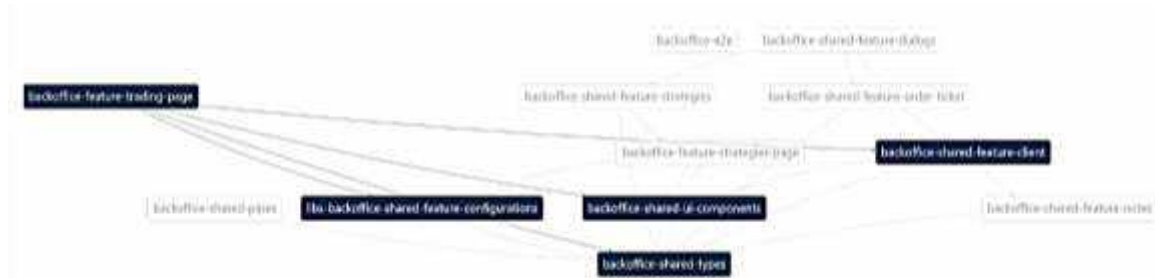 backoffice-e2e
backoffice-shared-feature-dialogs
backoffice-feature-trading-page
backoffice-shared-feature-strategies
backoffice-shared-feature-order-ticket
backoffice-feature-strategies-page
backoffice-shared-feature-client
backoffice-shared-pipes
libs-backoffice-shared-feature-configurations
backoffice-shared-ui-components
backoffice-shared-feature-notes
backoffice-shared-types